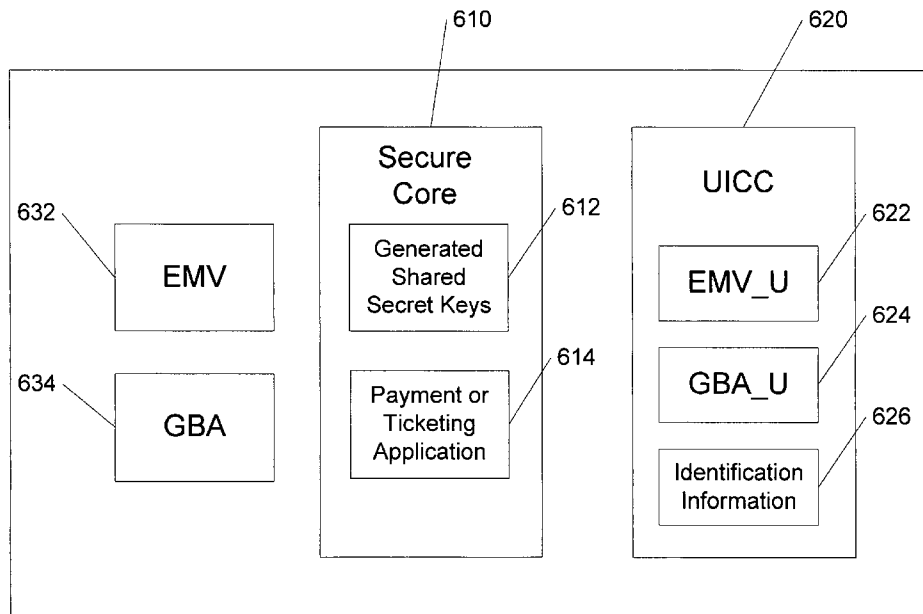 610
620
Secure
Core
UICC
632
612
622
EMV
Generated
Shared
Secret Keys
EMV_U
634
614
624
GBA
Payment or
Ticketing
Application
GBA_U
626
Identification
Information